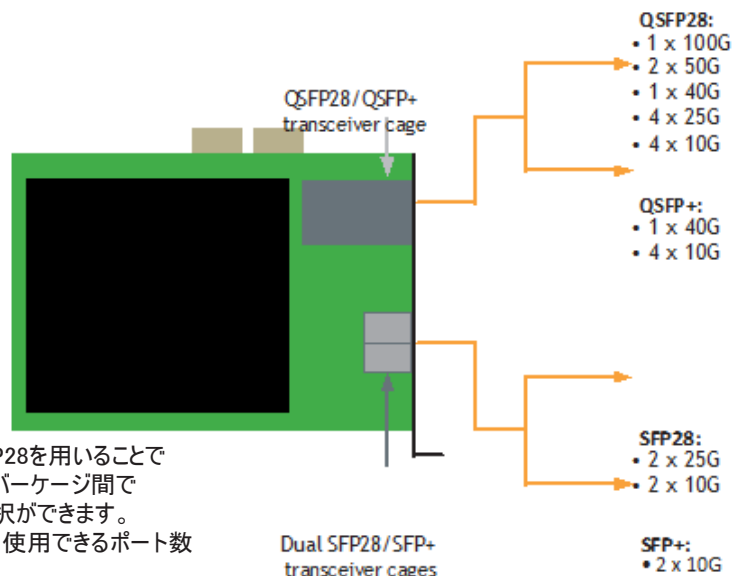 QSFP28:
• 1 x 100G
• 2 x 50G
• 1 x 40G
• 4 x 25G
• 4 x 10G
QSFP28/QSFP+
transceiver cage
QSFP+:
• 1 x 40G
• 4 x 10G
SFP28:
• 2 x 25G
• 2 x 10G
P28を用いることで
バーケージ間で
択ができます。
使用できるポート数
Dual SFP28/SFP+
transceiver cages
SFP+:
• 2 x 10G